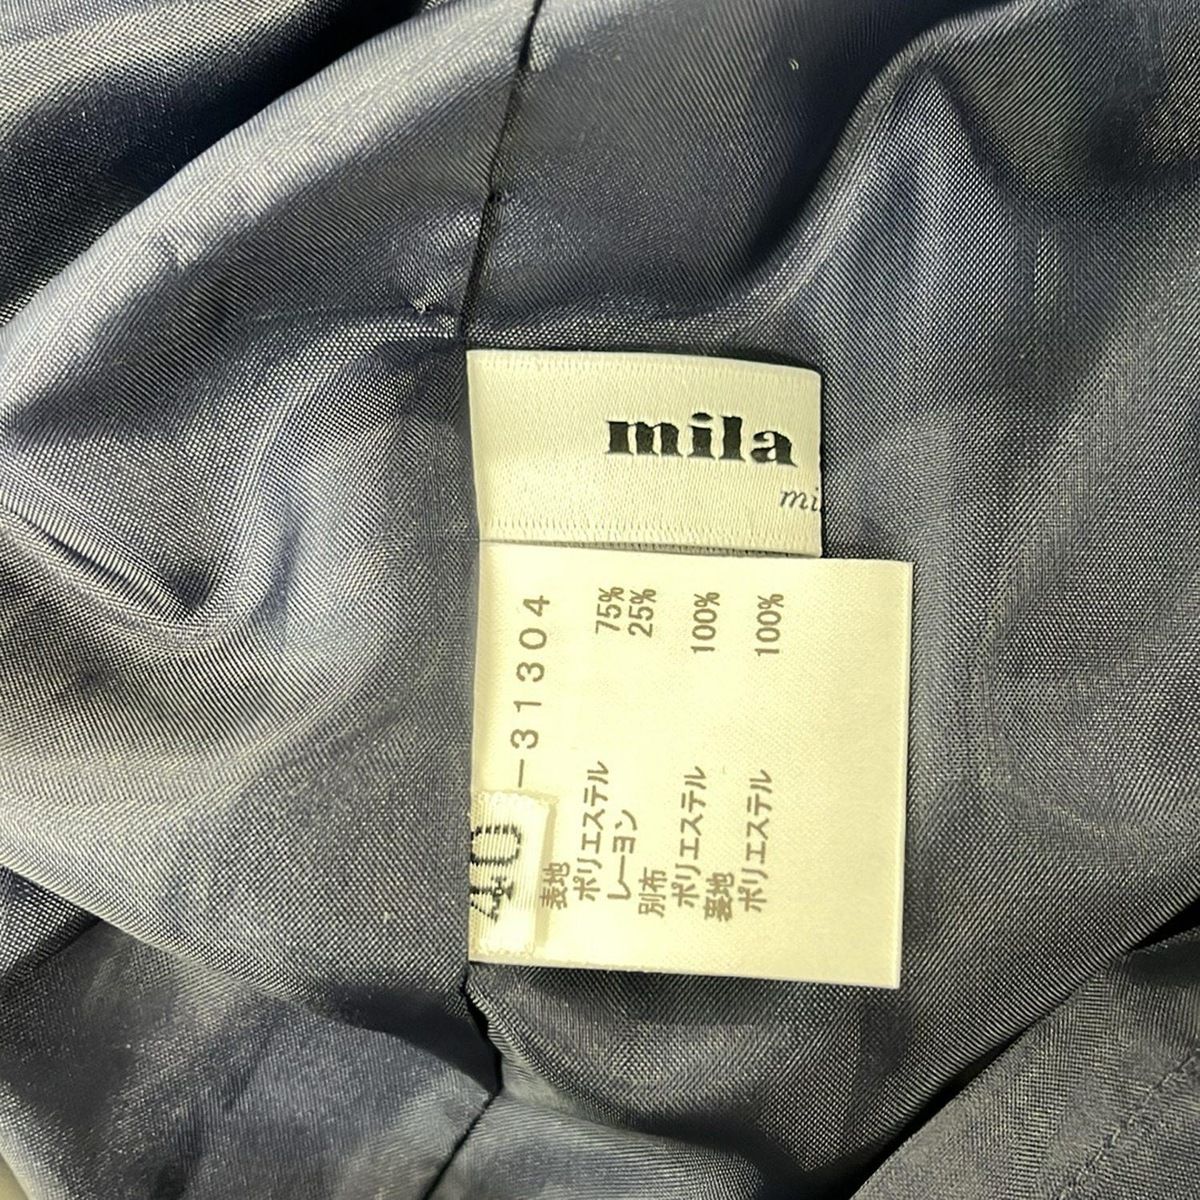 mila
mi
40
-31304
表地
ポリエステル 75%
レーヨン 25%
別布
ポリエステル 100%
裏地
ポリエステル 100%